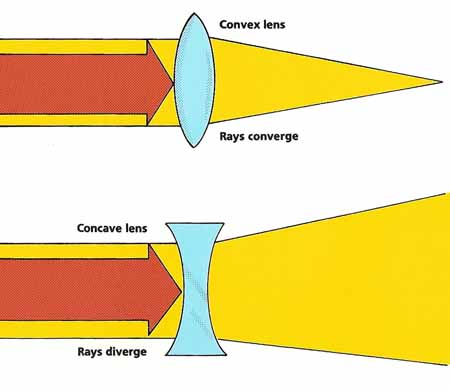 Convex lens
Rays converge
Concave lens
Rays diverge